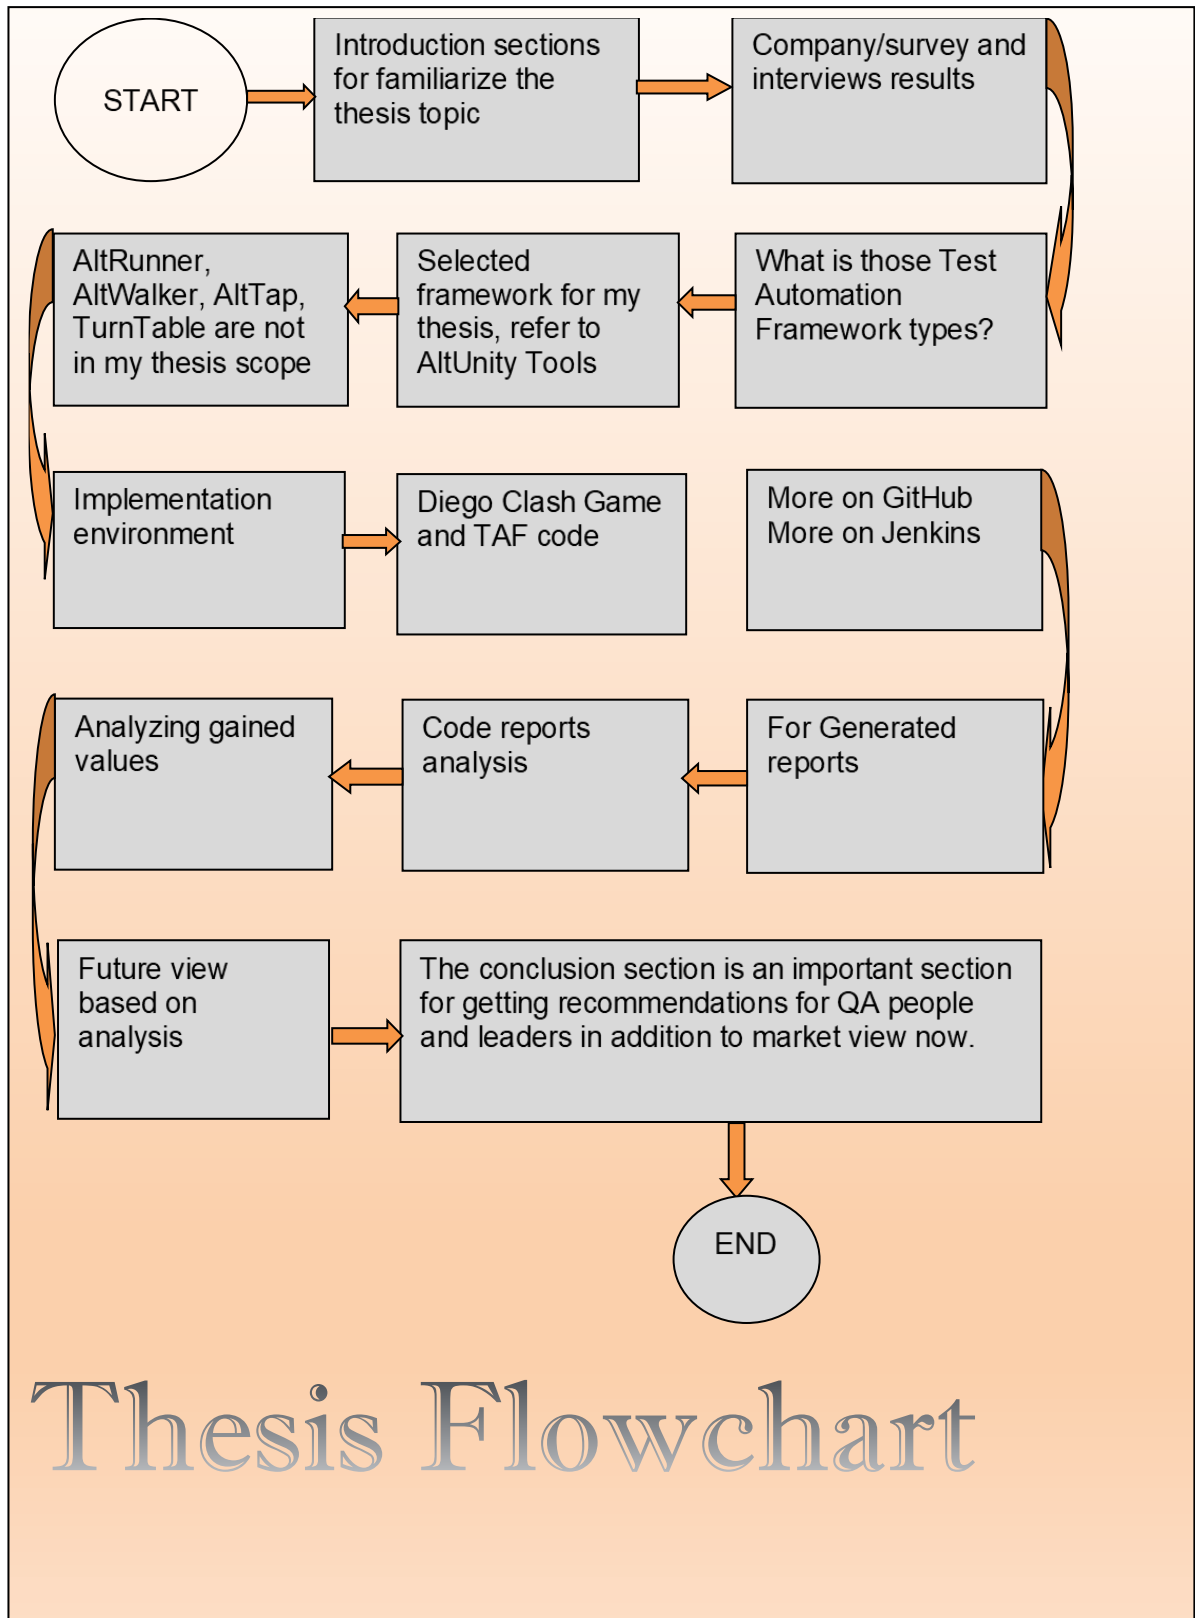 START
Introduction sections
for familiarize the
thesis topic
Company/survey and
interviews results
What is those Test
Automation
Framework types?
Selected
framework for my
thesis, refer to
AltUnity Tools
AltRunner,
AltWalker, AltTap,
TurnTable are not
in my thesis scope
Implementation
environment
Diego Clash Game
and TAF code
More on GitHub
More on Jenkins
For Generated
reports
Code reports
analysis
Analyzing gained
values
Future view
based on
analysis
The conclusion section is an important section
for getting recommendations for QA people
and leaders in addition to market view now.
END
Thesis Flowchart